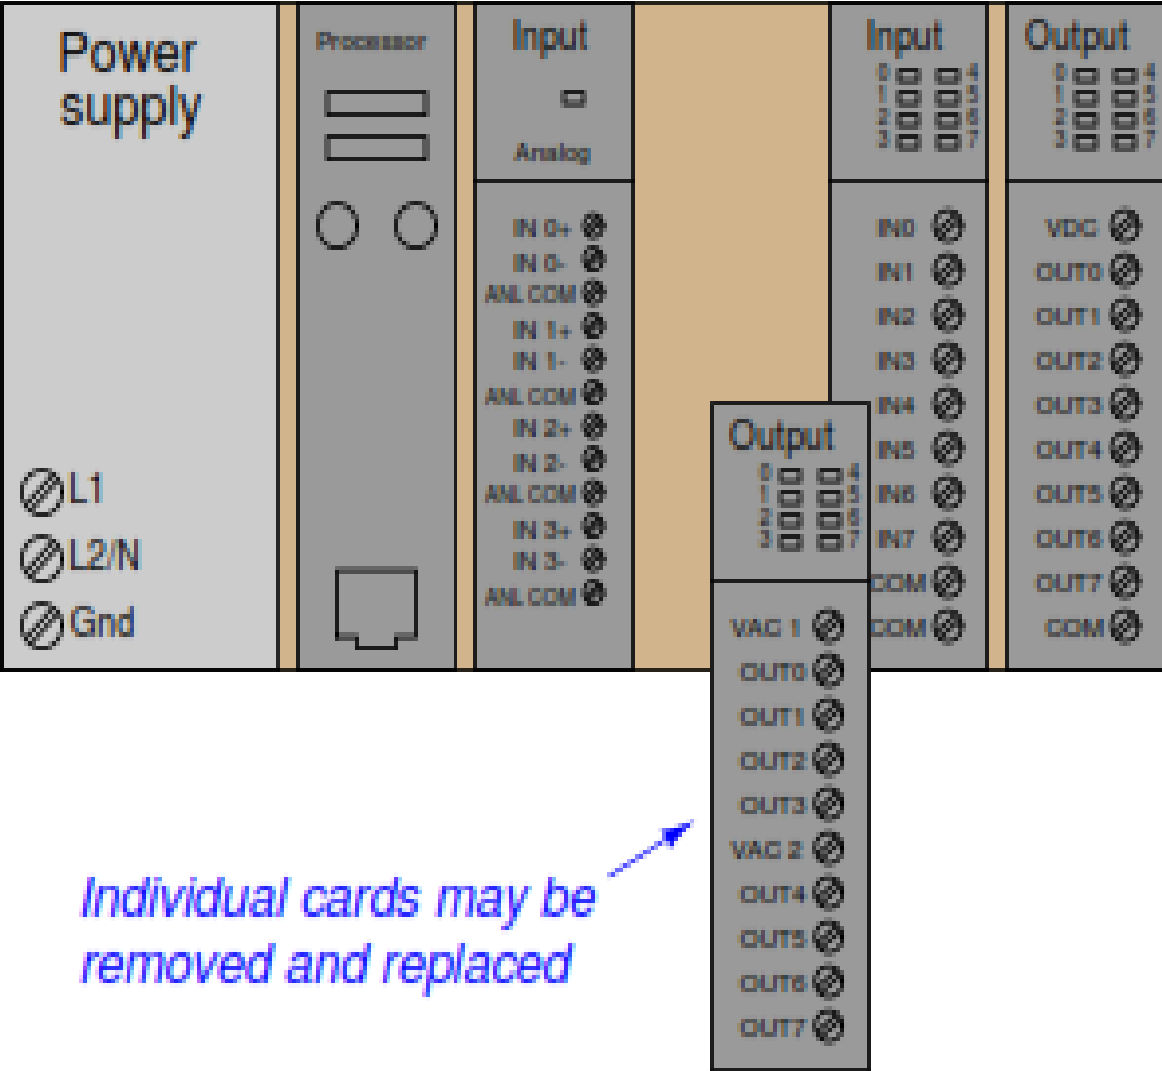 Power
supply
L1
L2/N
Gnd
Processor
Input
Analog
IN 0+
IN 0-
ANL COM
IN 1+
IN 1-
ANL COM
IN 2+
IN 2-
ANL COM
IN 3+
IN 3-
ANL COM
Output
0 4
1 5
2 6
3 7
VAC 1
OUT0
OUT1
OUT2
OUT3
VAC 2
OUT4
OUT5
OUT6
OUT7
Input
0 4
1 5
2 6
3 7
IN0
IN1
IN2
IN3
IN4
IN5
IN6
IN7
COM
COM
Output
0 4
1 5
2 6
3 7
VDC
OUT0
OUT1
OUT2
OUT3
OUT4
OUT5
OUT6
OUT7
COM
Individual cards may be
removed and replaced